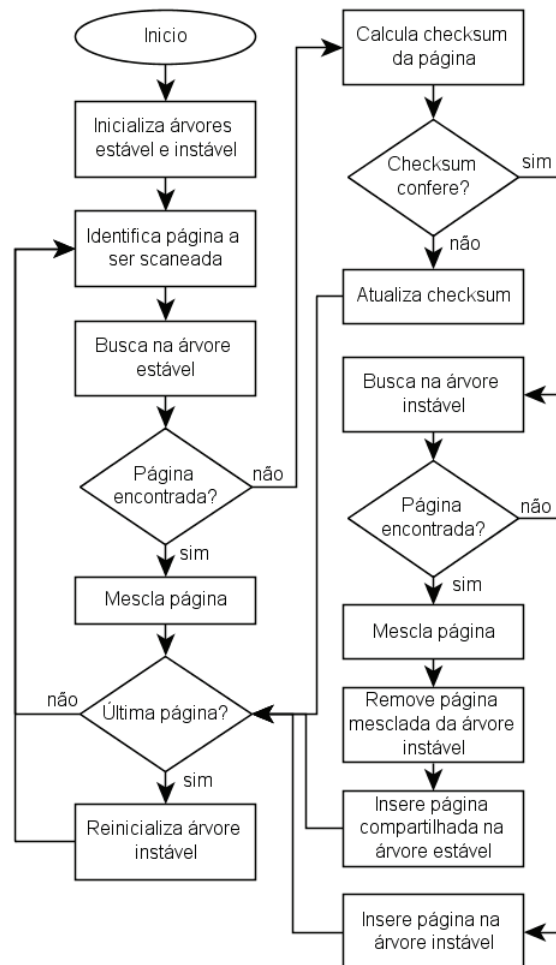 Inicio
Inicializa árvores
estável e instável
Identifica página a
ser scaneada
Busca na árvore
estável
Página
encontrada?
não
sim
Mescla página
Última página?
não
sim
Reinicializa árvore
instável
Calcula checksum
da página
Checksum
confere?
sim
não
Atualiza checksum
Busca na árvore
instável
Página
encontrada?
não
sim
Mescla página
Remove página
mesclada da árvore
instável
Insere página
compartilhada na
árvore estável
Insere página na
árvore instável